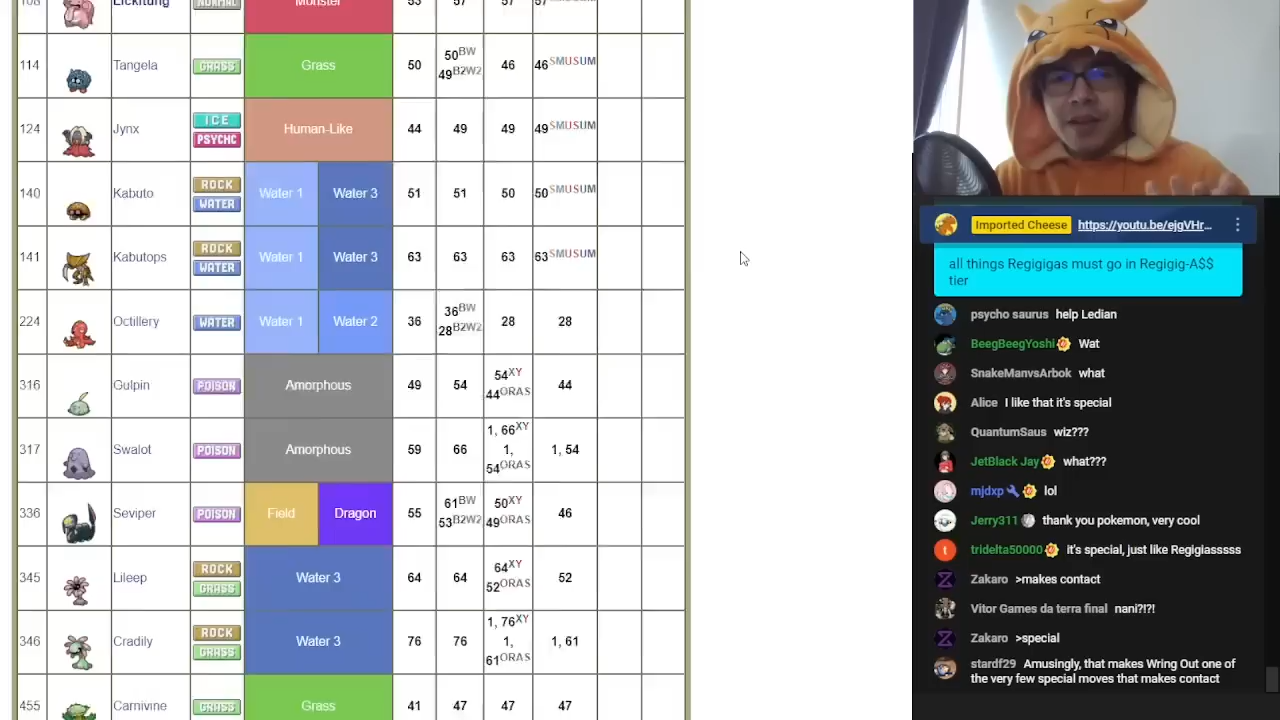 108 Lickitung NORMAL Monster 53 57 57 57SMUSUM
114 Tangela GRASS Grass 50 50BW 49B2W2 46 46SMUSUM
124 Jynx ICE PSYCHC Human-Like 44 49 49 49SMUSUM
140 Kabuto ROCK WATER Water 1 Water 3 51 51 50 50SMUSUM
141 Kabutops ROCK WATER Water 1 Water 3 63 63 63 63SMUSUM
224 Octillery WATER Water 1 Water 2 36 36BW 28B2W2 28 28
316 Gulpin POISON Amorphous 49 54 54XY 44ORAS 44
317 Swalot POISON Amorphous 59 66 1, 66XY 1, 54ORAS 1, 54
336 Seviper POISON Field Dragon 55 61BW 53B2W2 50XY 49ORAS 46
345 Lileep ROCK GRASS Water 3 64 64 64XY 52ORAS 52
346 Cradily ROCK GRASS Water 3 76 76 1, 76XY 1, 61ORAS 1, 61
455 Carnivine GRASS Grass 41 47 47 47
Imported Cheese https://youtu.be/ejgVHr...
all things Regigigas must go in Regigig-A$$
tier
psycho saurus help Ledian
BeegBeegYoshi Wat
SnakeManvsArbok what
Alice I like that it's special
QuantumSaus wiz???
JetBlack Jay what???
mjdxp lol
Jerry311 thank you pokemon, very cool
t tridelta50000 it's special, just like Regigiasssss
Zakaro >makes contact
Vitor Games da terra final nani?!?!
Zakaro >special
stardf29 Amusingly, that makes Wring Out one of
the very few special moves that makes contact